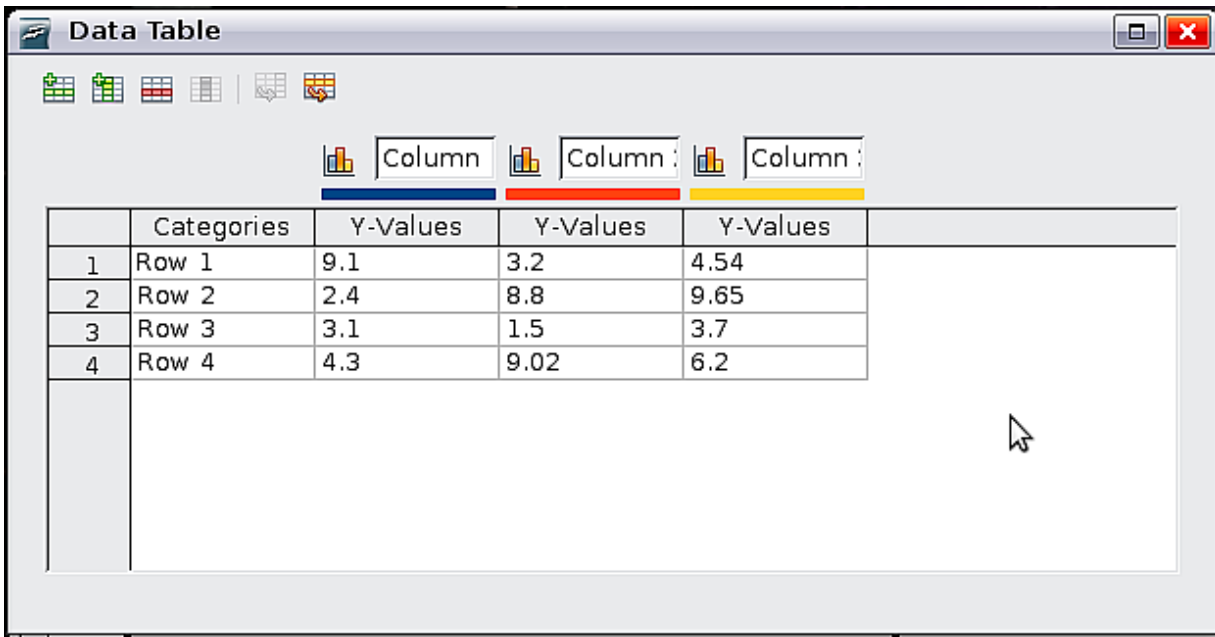 Data Table
Column Column Column
Categories Y-Values Y-Values Y-Values
1 Row 1 9.1 3.2 4.54
2 Row 2 2.4 8.8 9.65
3 Row 3 3.1 1.5 3.7
4 Row 4 4.3 9.02 6.2